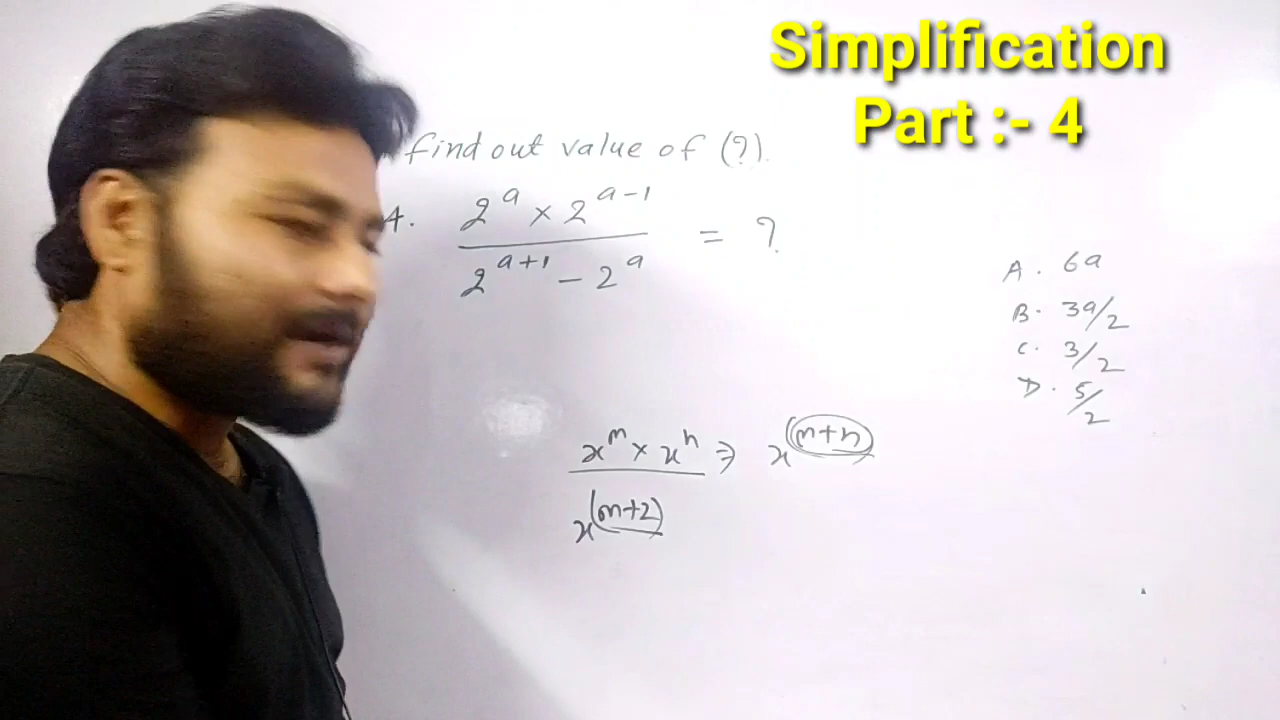 Simplification
Part :- 4
find out value of (?).
4. 2^a × 2^(a-1) / 2^(a+1) - 2^a = ?
A. 6a
B. 3a/2
C. 3/2
D. 5/2
x^m × x^n ⇒ x^(m+n)
x^(m+2)